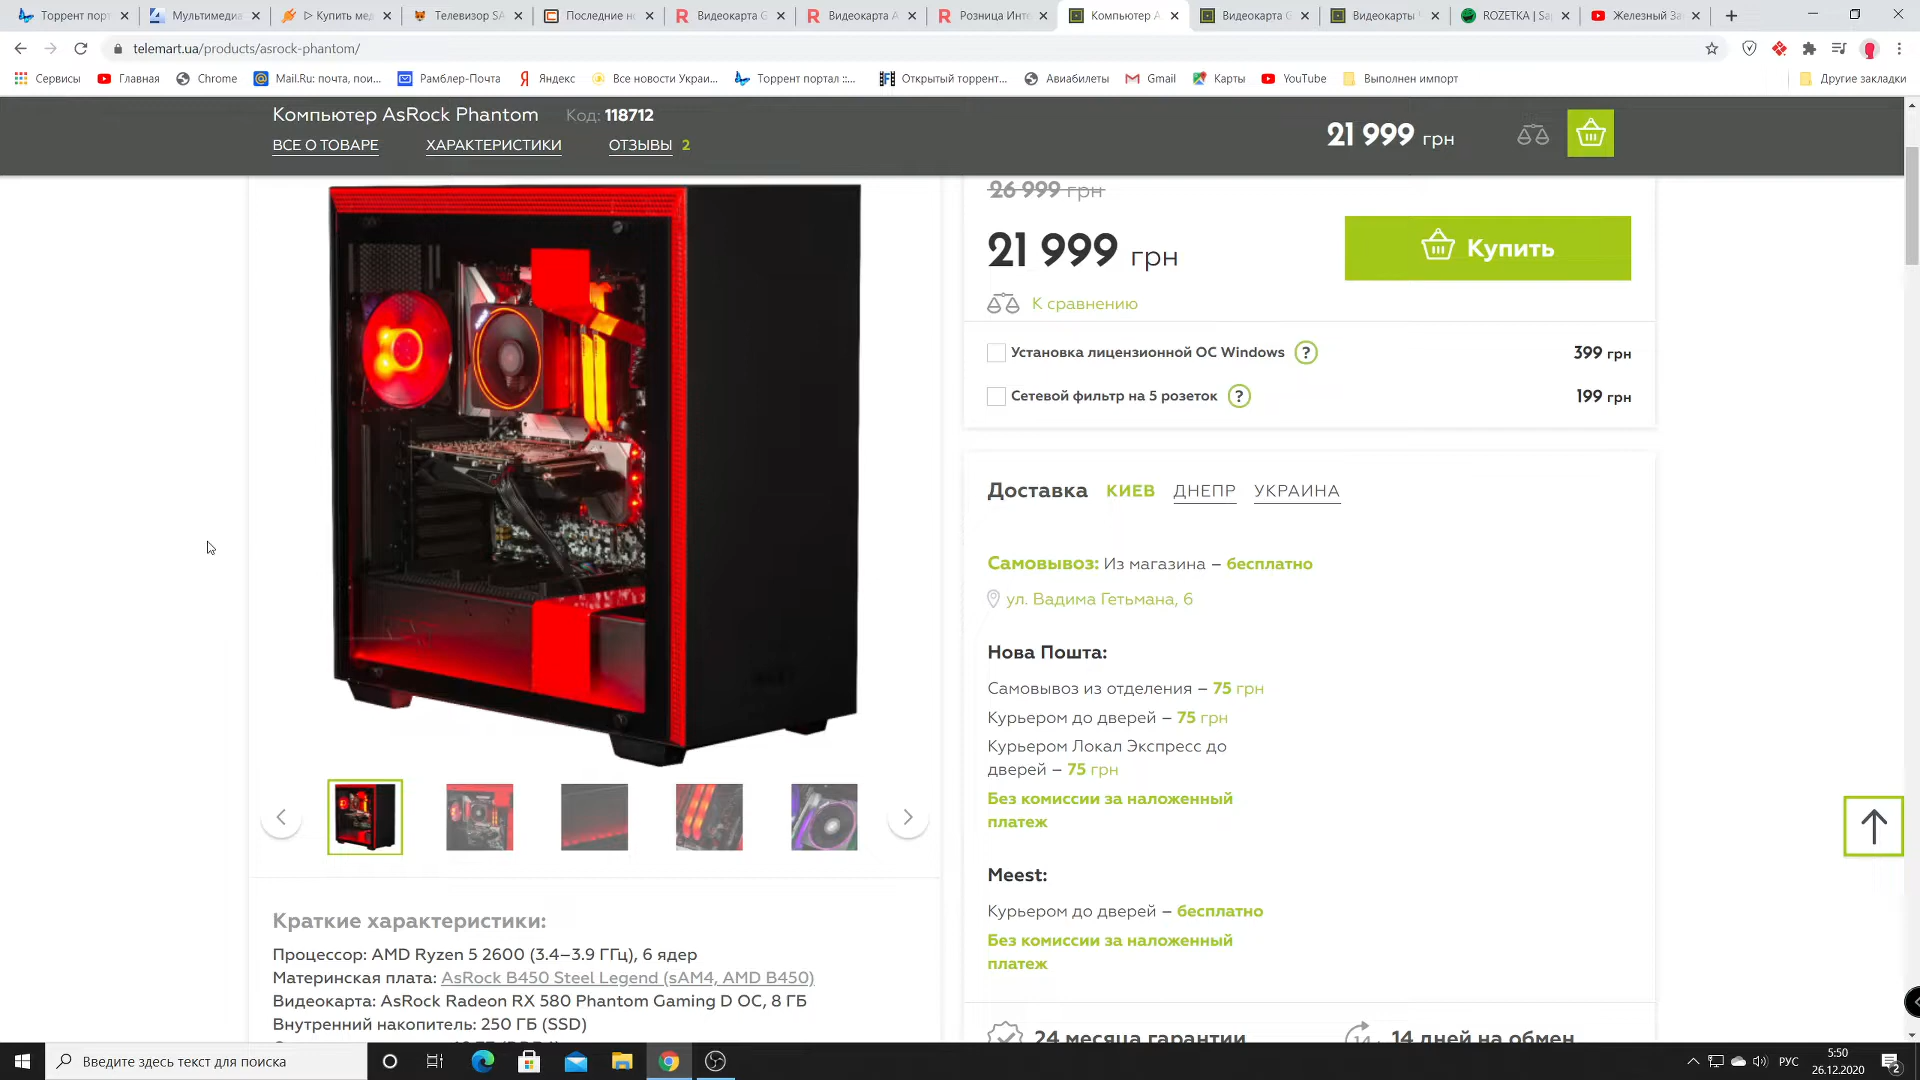 Торрент порт
Мультимедиа
▷ Купить мед
Телевизор SA
Последние но
Видеокарта G
Видеокарта A
Розница Инте
Компьютер A
Видеокарта G
Видеокарты
ROZETKA | Sap
Железный За
telemart.ua/products/asrock-phantom/
Сервисы
Главная
Chrome
Mail.Ru: почта, пои...
Рамблер-Почта
Яндекс
Все новости Украи...
Торрент портал ::...
Открытый торрент...
Авиабилеты
Gmail
Карты
YouTube
Выполнен импорт
Другие закладки
Компьютер AsRock Phantom Код: 118712
ВСЕ О ТОВАРЕ ХАРАКТЕРИСТИКИ ОТЗЫВЫ 2
21 999 грн
26 999 грн
21 999 грн
Купить
К сравнению
Установка лицензионной ОС Windows ? 399 грн
Сетевой фильтр на 5 розеток ? 199 грн
Доставка КИЕВ ДНЕПР УКРАИНА
Самовывоз: Из магазина – бесплатно
ул. Вадима Гетьмана, 6
Нова Пошта:
Самовывоз из отделения – 75 грн
Курьером до дверей – 75 грн
Курьером Локал Экспресс до
дверей – 75 грн
Без комиссии за наложенный
платеж
Meest:
Курьером до дверей – бесплатно
Без комиссии за наложенный
платеж
24 месяца гарантии
14 дней на обмен
Краткие характеристики:
Процессор: AMD Ryzen 5 2600 (3.4–3.9 ГГц), 6 ядер
Материнская плата: AsRock B450 Steel Legend (sAM4, AMD B450)
Видеокарта: AsRock Radeon RX 580 Phantom Gaming D OC, 8 ГБ
Внутренний накопитель: 250 ГБ (SSD)
Введите здесь текст для поиска
РУС
5:50
26.12.2020
2